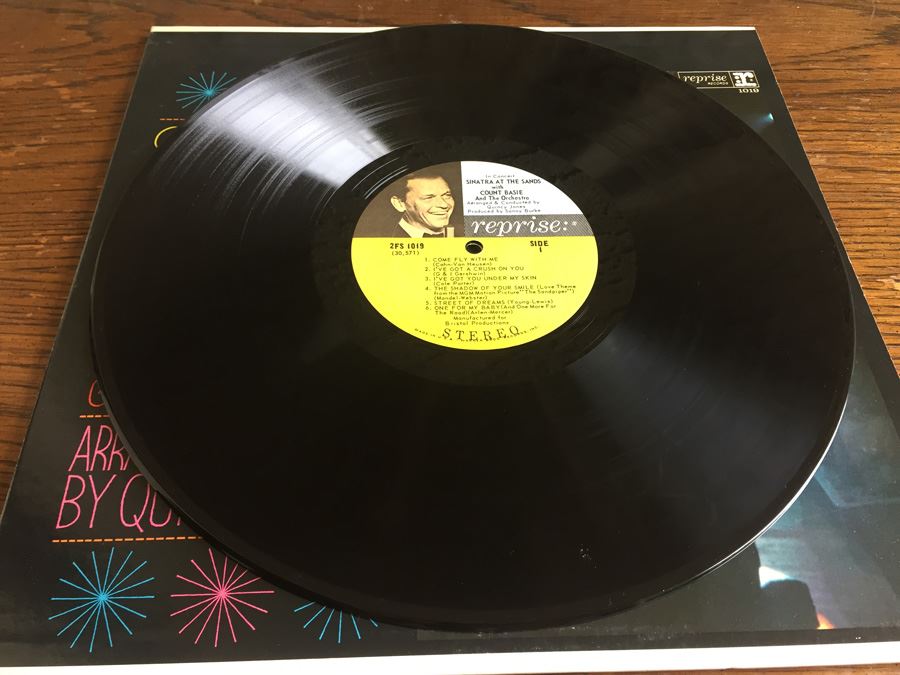 reprise
RECORDS
r:
1019
In Concert
SINATRA AT THE SANDS
with
COUNT BASIE
And The Orchestra
Arranged & Conducted by
Quincy Jones
Produced by Sonny Burke
reprise:
2FS 1019
(30,571)
SIDE
1
1. COME FLY WITH ME
(Cahn-Van Heusen)
2. I'VE GOT A CRUSH ON YOU
(G & I Gershwin)
3. I'VE GOT YOU UNDER MY SKIN
(Cole Porter)
4. THE SHADOW OF YOUR SMILE (Love Theme
from the MGM Motion Picture "The Sandpiper")
(Mandel-Webster)
5. STREET OF DREAMS (Young-Lewis)
6. ONE FOR MY BABY (And One More For
The Road) (Arlen-Mercer)
Manufactured for
Bristol Productions
STEREO
MADE IN
ARRA
BY QU